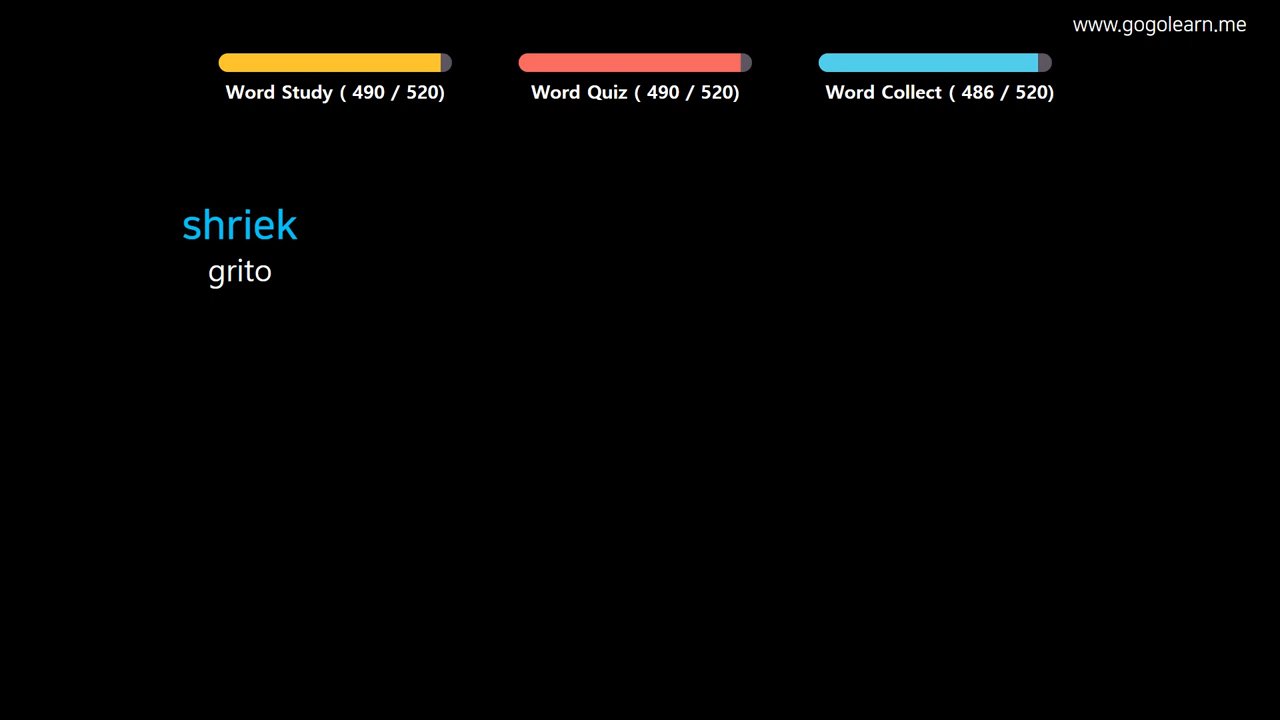 www.gogolearn.me
Word Study ( 490 / 520)
Word Quiz ( 490 / 520)
Word Collect ( 486 / 520)
shriek
grito